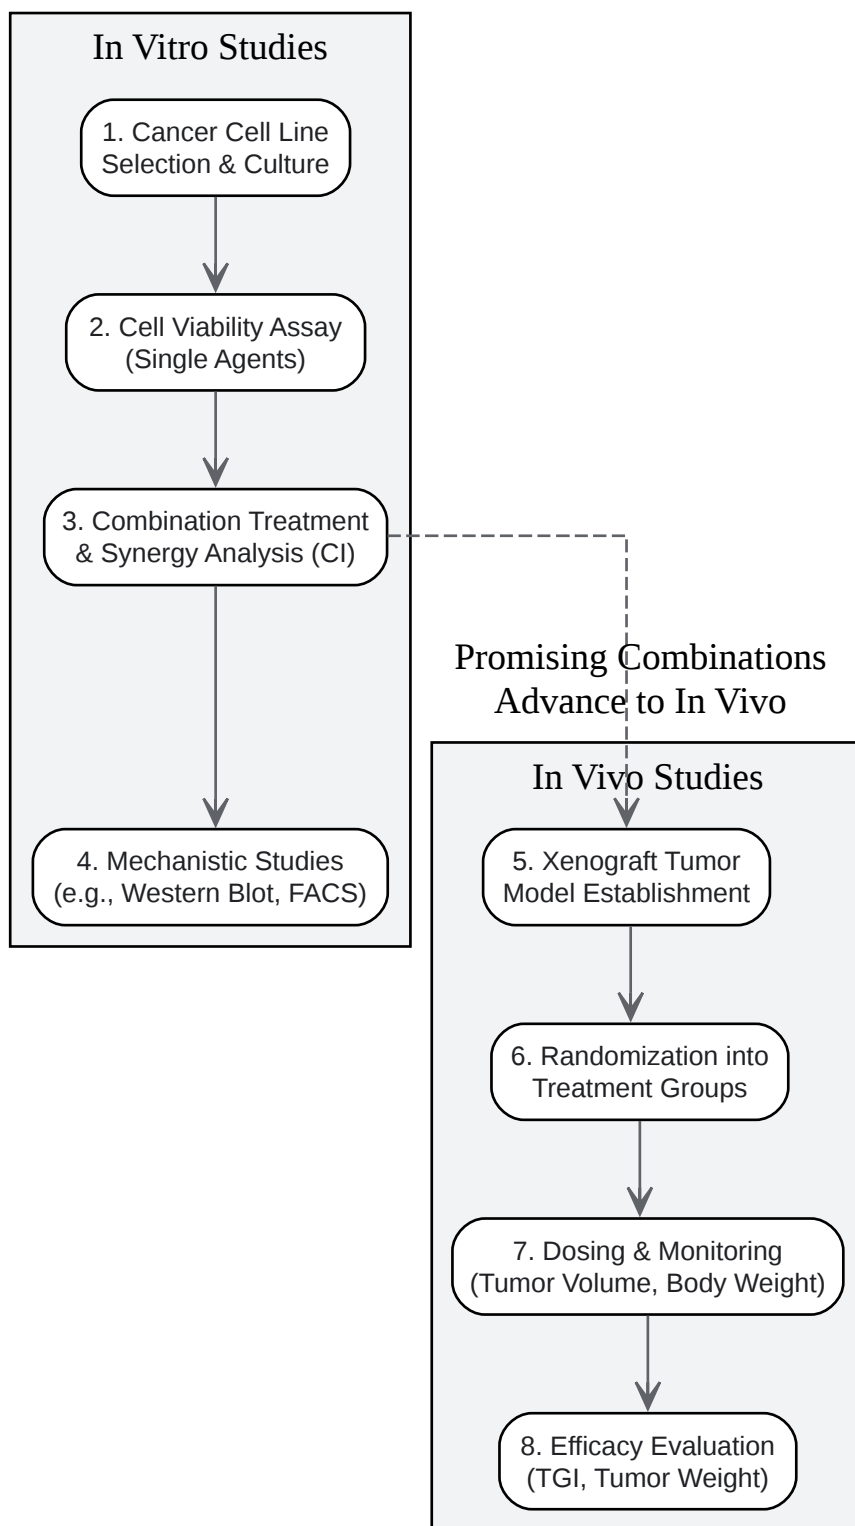 In Vitro Studies
1. Cancer Cell Line
Selection & Culture
2. Cell Viability Assay
(Single Agents)
3. Combination Treatment
& Synergy Analysis (CI)
4. Mechanistic Studies
(e.g., Western Blot, FACS)
Promising Combinations
Advance to In Vivo
In Vivo Studies
5. Xenograft Tumor
Model Establishment
6. Randomization into
Treatment Groups
7. Dosing & Monitoring
(Tumor Volume, Body Weight)
8. Efficacy Evaluation
(TGI, Tumor Weight)